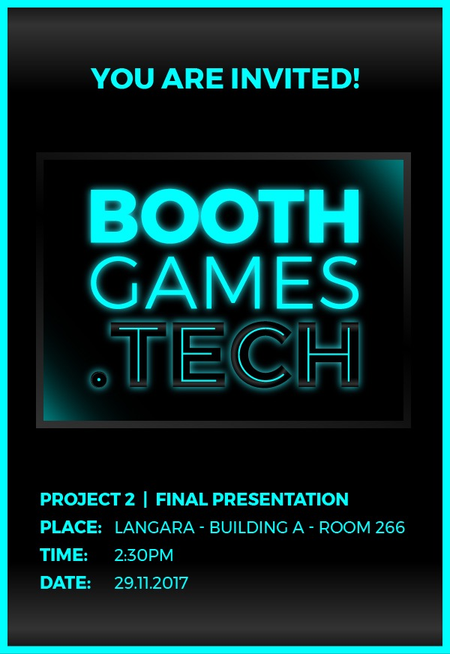 YOU ARE INVITED!
BOOTH
GAMES
.TECH
PROJECT 2 | FINAL PRESENTATION
PLACE: LANGARA - BUILDING A - ROOM 266
TIME: 2:30PM
DATE: 29.11.2017